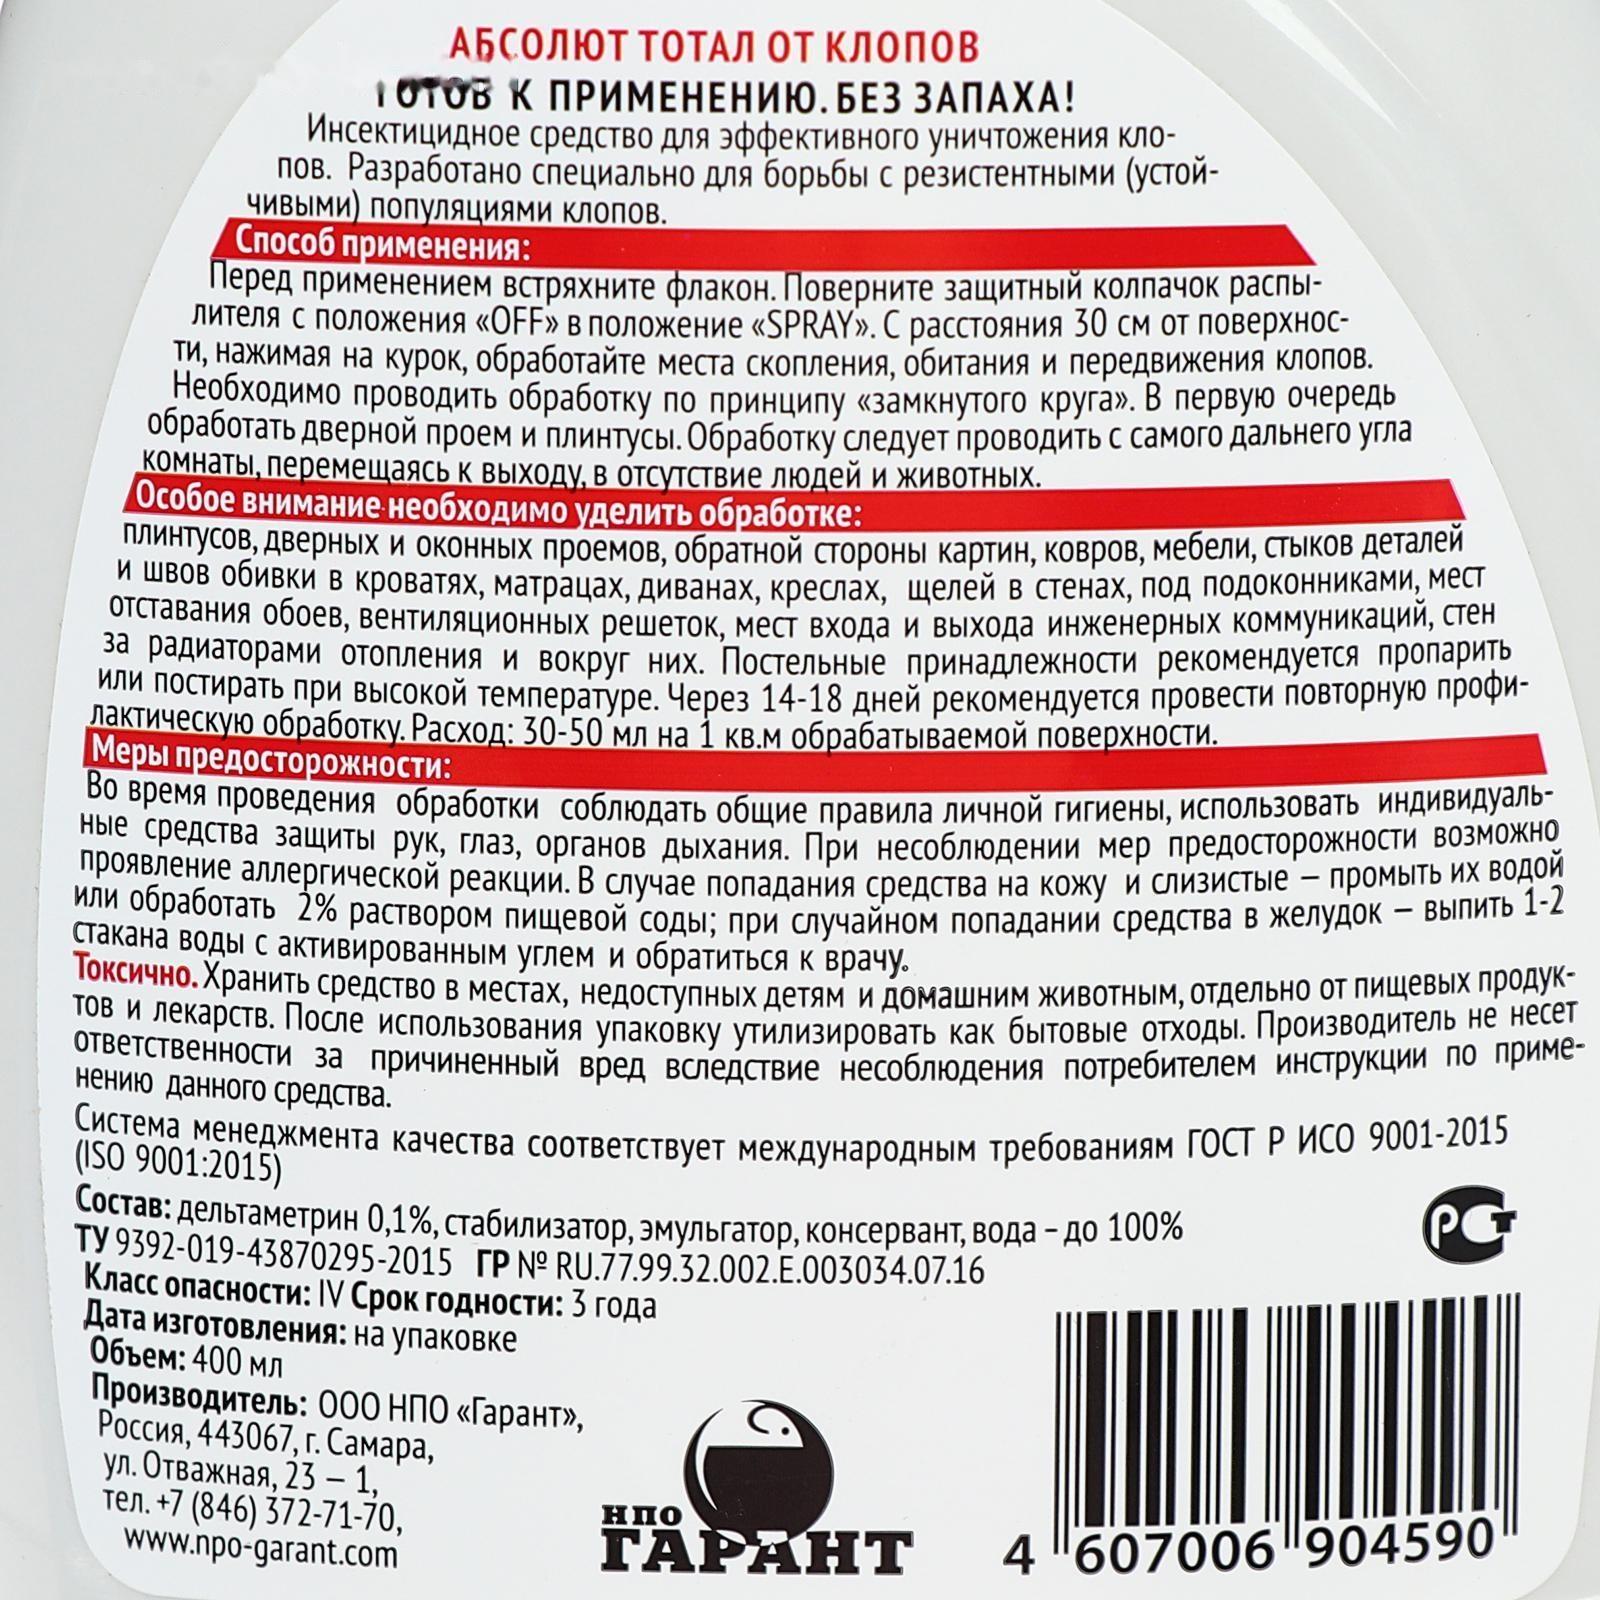 АБСОЛЮТ ТОТАЛ ОТ КЛОПОВ
ГОТОВ К ПРИМЕНЕНИЮ. БЕЗ ЗАПАХА!
Инсектицидное средство для эффективного уничтожения кло-
пов. Разработано специально для борьбы с резистентными (устой-
чивыми) популяциями клопов.
Способ применения:
Перед применением встряхните флакон. Поверните защитный колпачок распы-
лителя с положения «OFF» в положение «SPRAY». С расстояния 30 см от поверхнос-
ти, нажимая на курок, обработайте места скопления, обитания и передвижения клопов.
Необходимо проводить обработку по принципу «замкнутого круга». В первую очередь
обработать дверной проем и плинтусы. Обработку следует проводить с самого дальнего угла
комнаты, перемещаясь к выходу, в отсутствие людей и животных.
Особое внимание необходимо уделить обработке:
плинтусов, дверных и оконных проемов, обратной стороны картин, ковров, мебели, стыков деталей
и швов обивки в кроватях, матрацах, диванах, креслах, щелей в стенах, под подоконниками, мест
отставания обоев, вентиляционных решеток, мест входа и выхода инженерных коммуникаций, стен
за радиаторами отопления и вокруг них. Постельные принадлежности рекомендуется пропарить
или постирать при высокой температуре. Через 14-18 дней рекомендуется провести повторную профи-
лактическую обработку. Расход: 30-50 мл на 1 кв.м обрабатываемой поверхности.
Меры предосторожности:
Во время проведения обработки соблюдать общие правила личной гигиены, использовать индивидуаль-
ные средства защиты рук, глаз, органов дыхания. При несоблюдении мер предосторожности возможно
проявление аллергической реакции. В случае попадания средства на кожу и слизистые – промыть их водой
или обработать 2% раствором пищевой соды; при случайном попадании средства в желудок – выпить 1-2
стакана воды с активированным углем и обратиться к врачу.
Токсично. Хранить средство в местах, недоступных детям и домашним животным, отдельно от пищевых продук-
тов и лекарств. После использования упаковку утилизировать как бытовые отходы. Производитель не несет
ответственности за причиненный вред вследствие несоблюдения потребителем инструкции по приме-
нению данного средства.
Система менеджмента качества соответствует международным требованиям ГОСТ Р ИСО 9001-2015
(ISO 9001:2015)
Состав: дельтаметрин 0,1%, стабилизатор, эмульгатор, консервант, вода – до 100%
ТУ 9392-019-43870295-2015 ГР № RU.77.99.32.002.Е.003034.07.16
Класс опасности: IV Срок годности: 3 года
Дата изготовления: на упаковке
Объем: 400 мл
Производитель: ООО НПО «Гарант»,
Россия, 443067, г. Самара,
ул. Отважная, 23 – 1,
тел. +7 (846) 372-71-70,
www.npo-garant.com
РСТ
НПО
ГАРАНТ
4 607006 904590